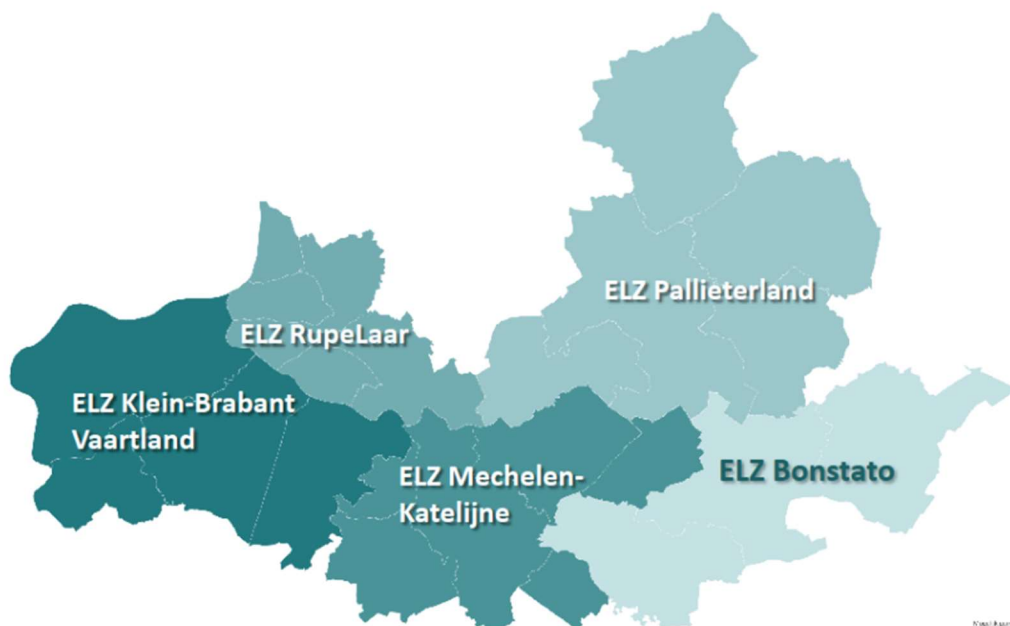 ELZ Pallieterland
ELZ RupeLaar
ELZ Klein-Brabant
Vaartland
ELZ Mechelen-
Katelijne
ELZ Bonstato